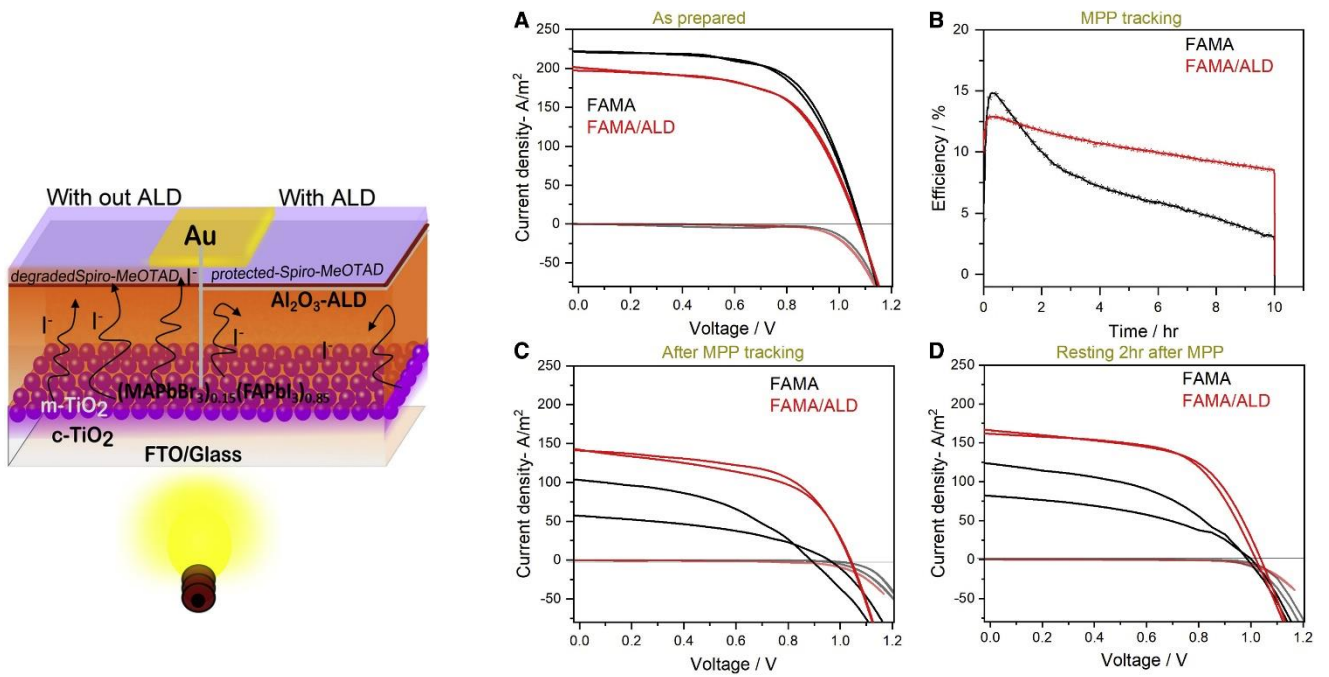 With out ALD
With ALD
Au
degradedSpiro-MeOTAD
I-
protected-Spiro-MeOTAD
Al2O3-ALD
I-
I-
I-
I-
(MAPbBr3)0.15(FAPbI3)0.85
m-TiO2
c-TiO2
FTO/Glass
A
As prepared
250
200
150
100
50
0
-50
Current density- A/m2
FAMA
FAMA/ALD
0.0 0.2 0.4 0.6 0.8 1.0 1.2
Voltage / V
B
MPP tracking
20
15
10
5
0
Efficiency / %
FAMA
FAMA/ALD
0 2 4 6 8 10
Time / hr
C
After MPP tracking
250
200
150
100
50
0
-50
Current density- A/m2
FAMA
FAMA/ALD
0.0 0.2 0.4 0.6 0.8 1.0 1.2
Voltage / V
D
Resting 2hr after MPP
250
200
150
100
50
0
-50
Current density- A/m2
FAMA
FAMA/ALD
0.0 0.2 0.4 0.6 0.8 1.0 1.2
Voltage / V